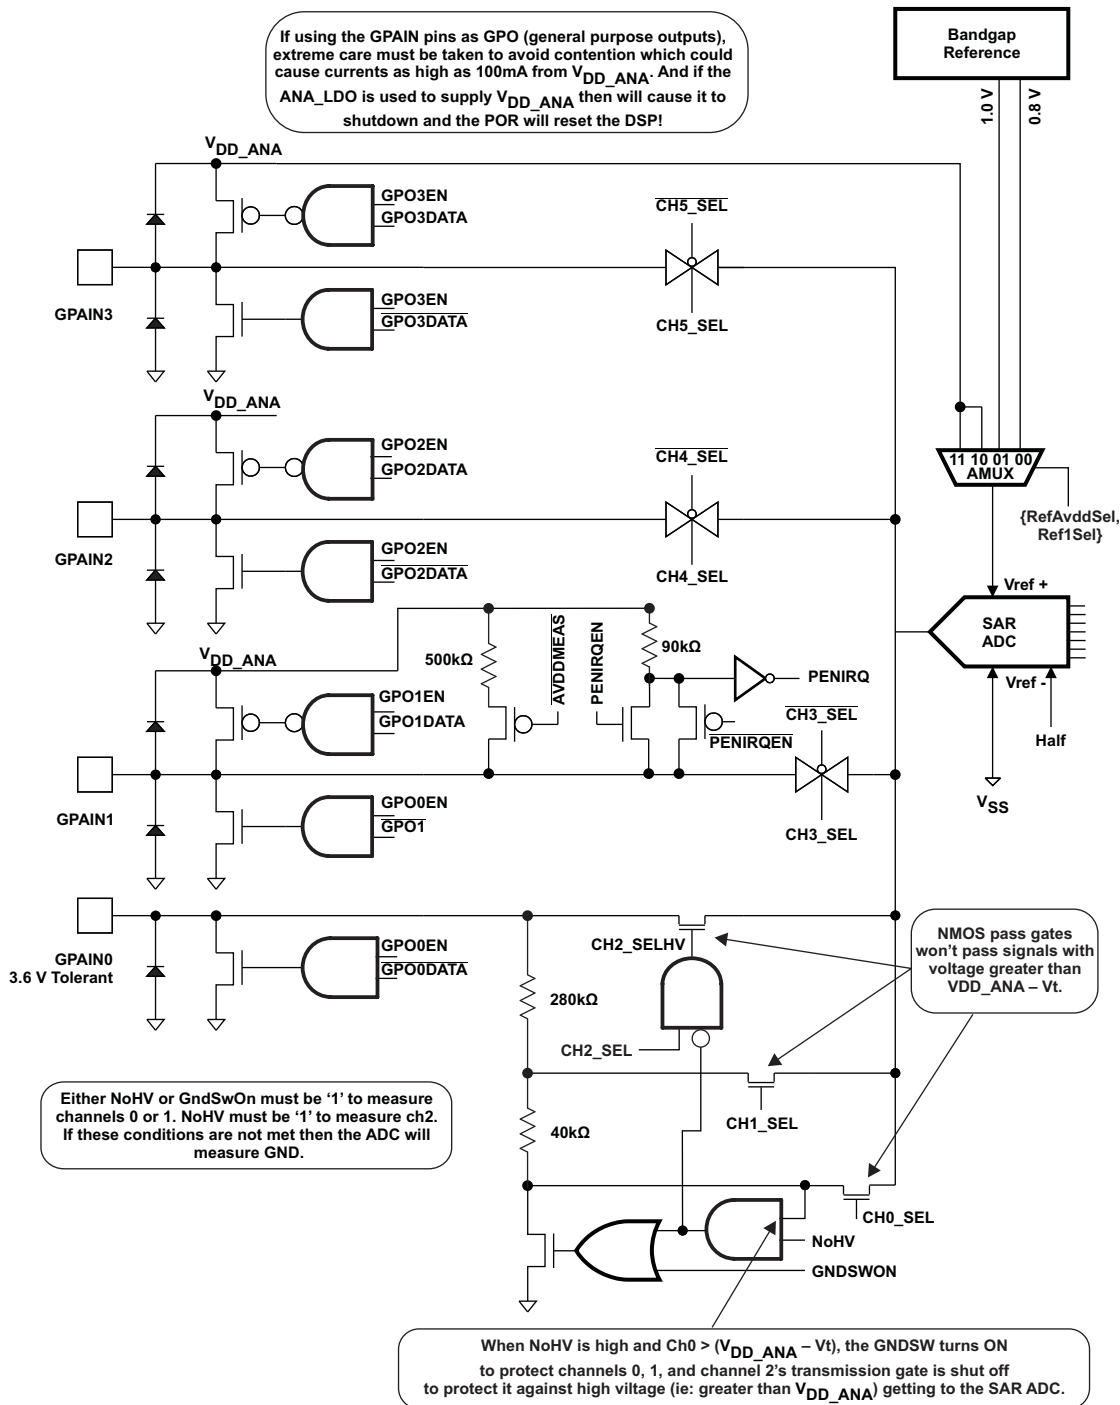 If using the GPAIN pins as GPO (general purpose outputs),
extreme care must be taken to avoid contention which could
cause currents as high as 100mA from VDD_ANA. And if the
ANA_LDO is used to supply VDD_ANA then will cause it to
shutdown and the POR will reset the DSP!
Bandgap
Reference
1.0 V
0.8 V
VDD_ANA
GPO3EN
GPO3DATA
CH5_SEL
GPAIN3
GPO3EN
GPO3DATA
CH5_SEL
VDD_ANA
GPO2EN
GPO2DATA
CH4_SEL
11 10 01 00
AMUX
{RefAvddSel,
Ref1Sel}
GPAIN2
GPO2EN
GPO2DATA
CH4_SEL
Vref +
SAR
ADC
Vref -
Half
VSS
VDD_ANA
500kΩ
AVDDMEAS
PENIRQEN
90kΩ
PENIRQ
GPO1EN
GPO1DATA
PENIRQEN
CH3_SEL
GPAIN1
GPO0EN
GPO1
CH3_SEL
GPAIN0
3.6 V Tolerant
GPO0EN
GPO0DATA
CH2_SELHV
NMOS pass gates
won't pass signals with
voltage greater than
VDD_ANA – Vt.
280kΩ
CH2_SEL
CH1_SEL
Either NoHV or GndSwOn must be '1' to measure
channels 0 or 1. NoHV must be '1' to measure ch2.
If these conditions are not met then the ADC will
measure GND.
40kΩ
CH0_SEL
NoHV
GNDSWON
When NoHV is high and Ch0 > (VDD_ANA – Vt), the GNDSW turns ON
to protect channels 0, 1, and channel 2's transmission gate is shut off
to protect it against high viltage (ie: greater than VDD_ANA) getting to the SAR ADC.